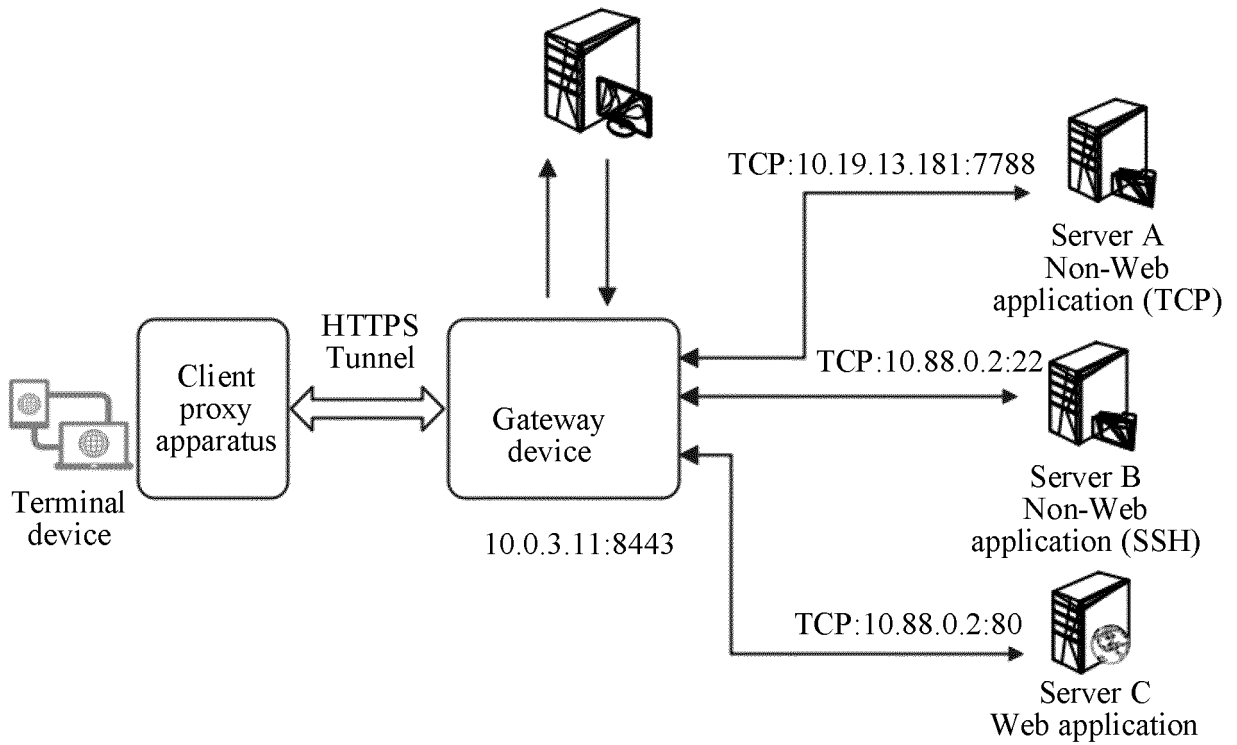 TCP:10.19.13.181:7788
Server A
Non-Web
application (TCP)
HTTPS
Tunnel
Client
proxy
apparatus
Gateway
device
Terminal
device
10.0.3.11:8443
TCP:10.88.0.2:22
Server B
Non-Web
application (SSH)
TCP:10.88.0.2:80
Server C
Web application